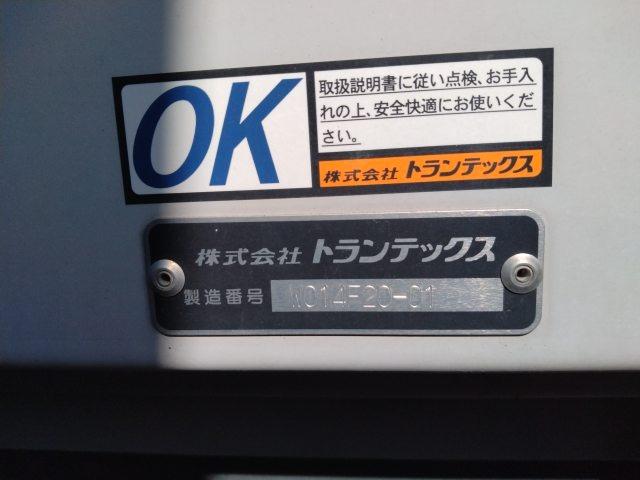 OK
取扱説明書に従い点検、お手入
れの上、安全快適にお使いくだ
さい。
株式会社 トランテックス
株式会社 トランテックス
製造番号 W014F20-01